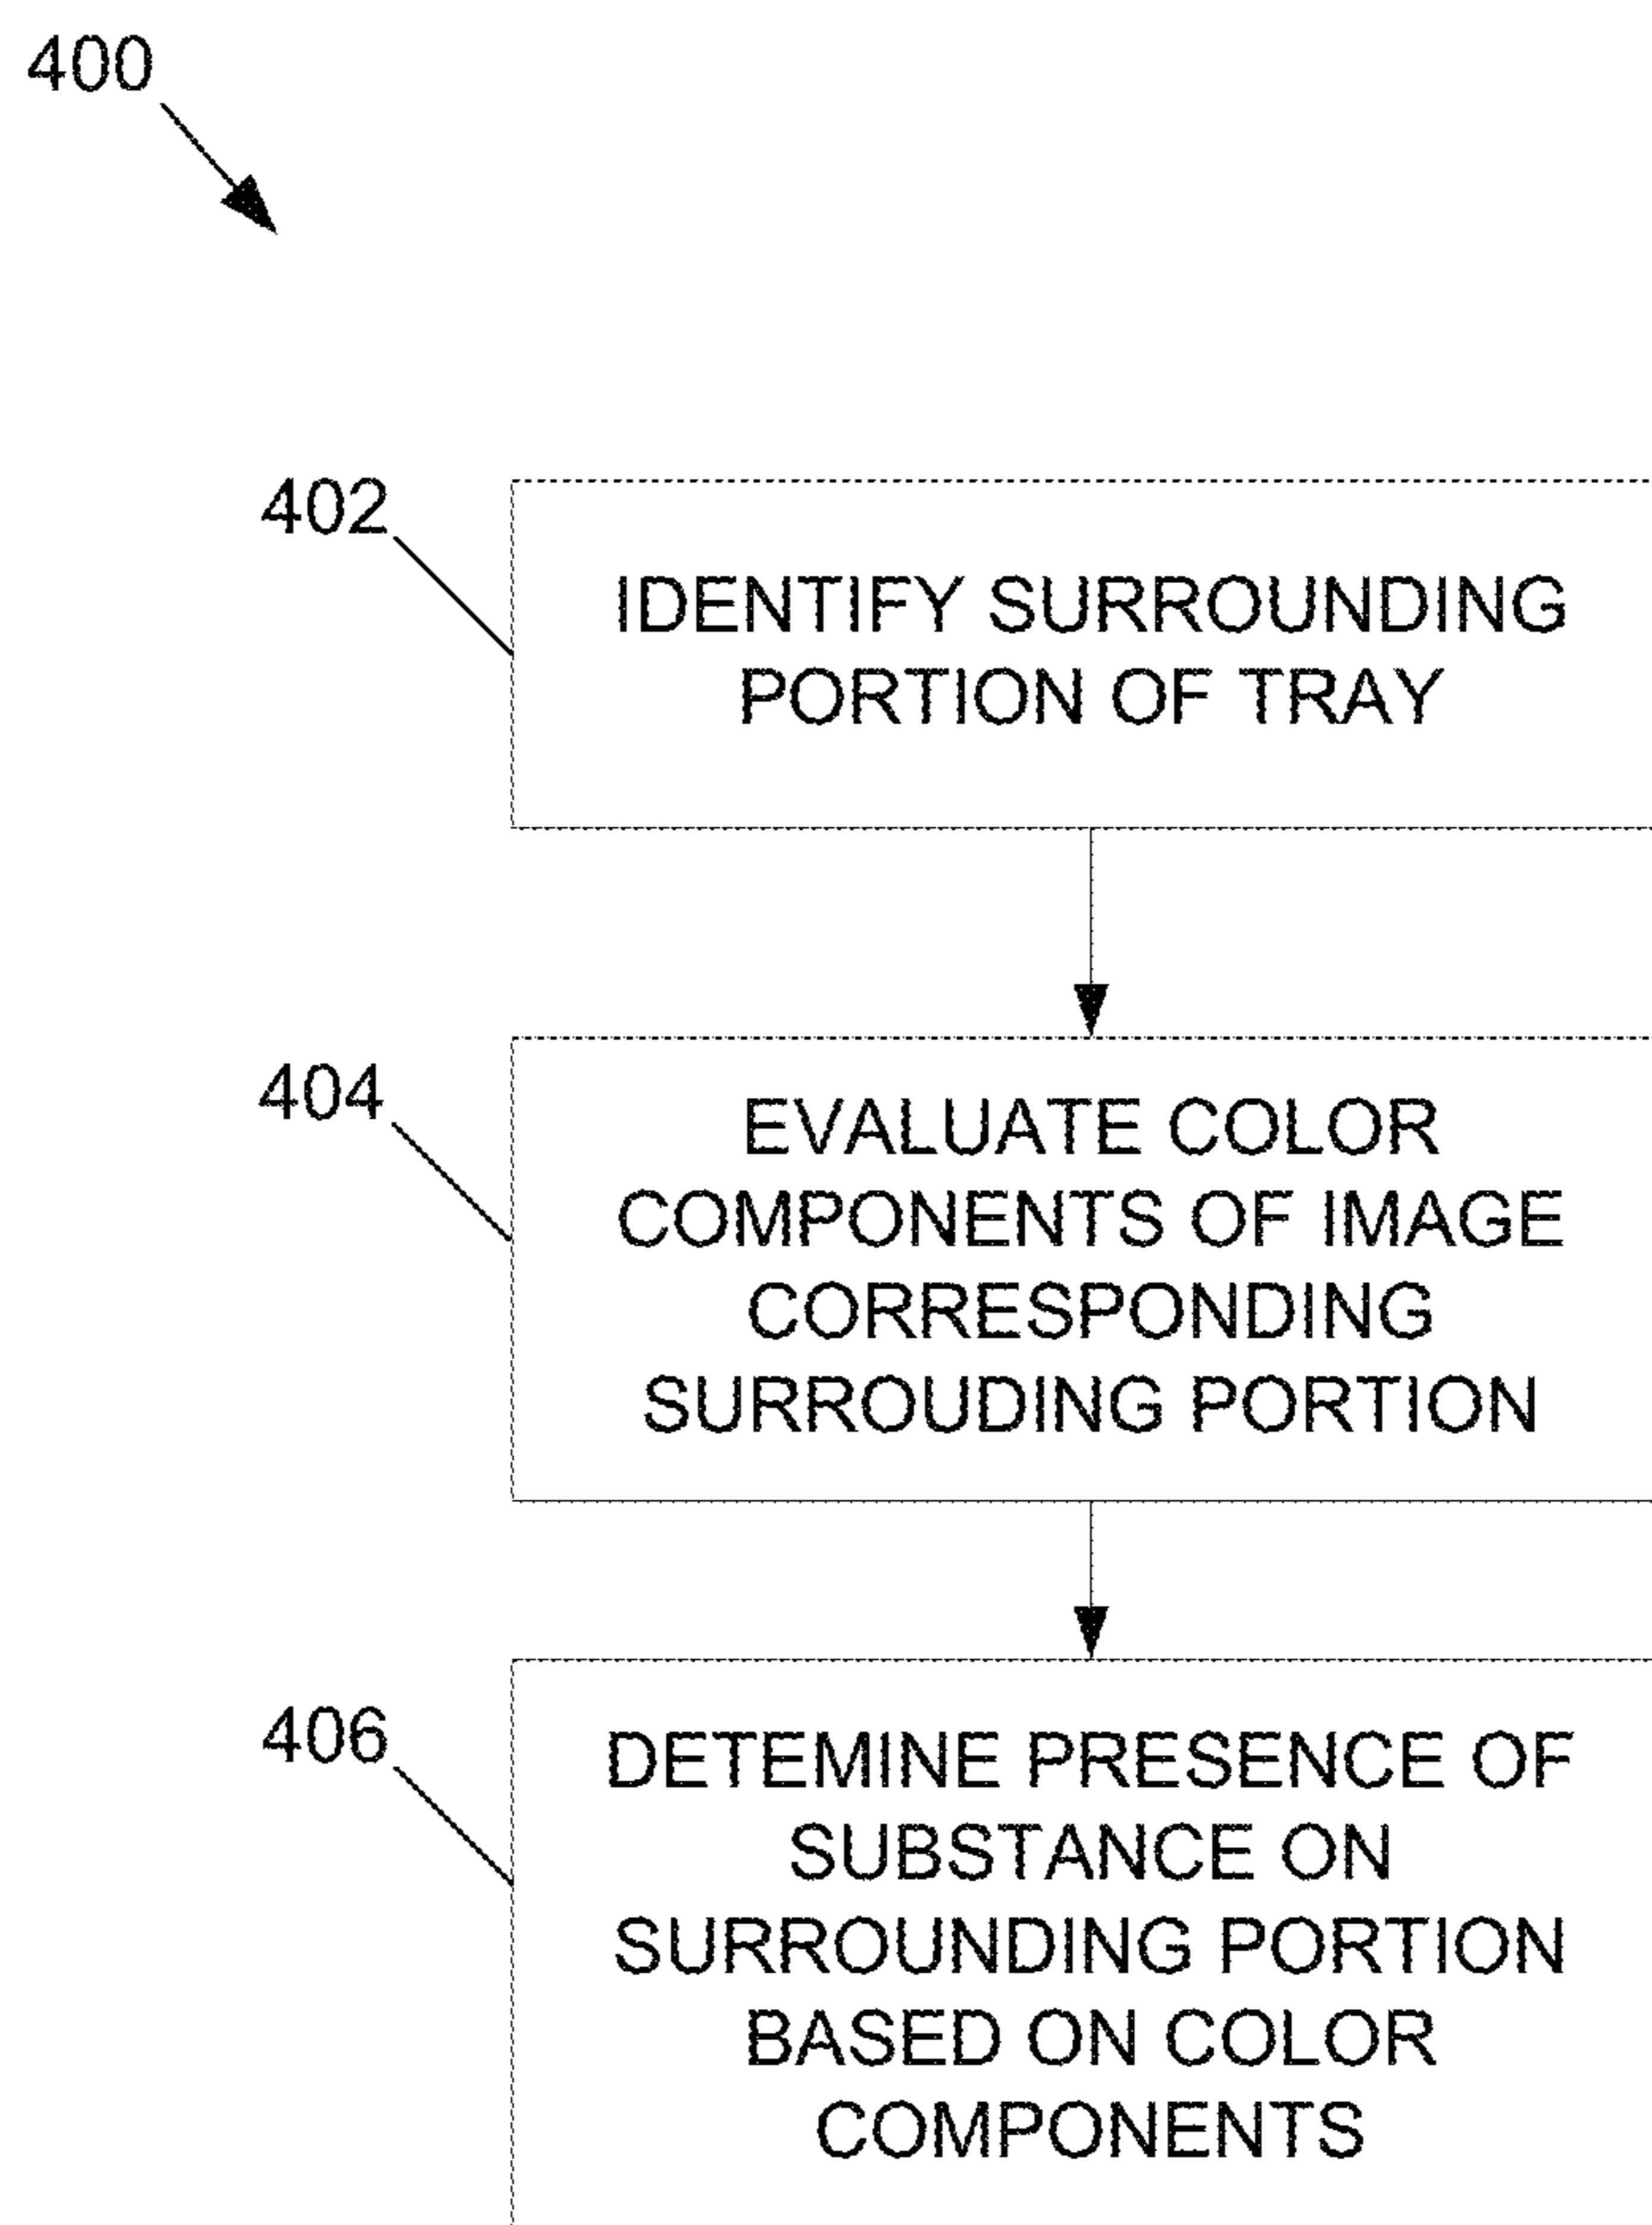 400
402
IDENTIFY SURROUNDING
PORTION OF TRAY
404
EVALUATE COLOR
COMPONENTS OF IMAGE
CORRESPONDING
SURROUDING PORTION
406
DETEMINE PRESENCE OF
SUBSTANCE ON
SURROUNDING PORTION
BASED ON COLOR
COMPONENTS